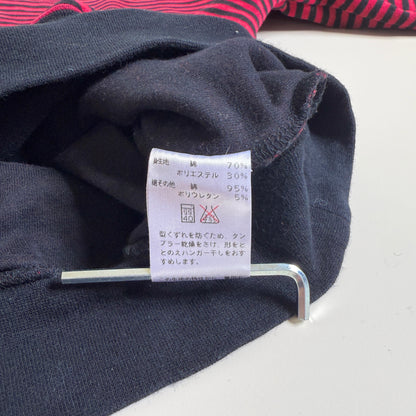 身生地 綿 70%
ポリエステル 30%
襟その他 綿 95%
ポリウレタン 5%
型くずれを防ぐため、タン
ブラー乾燥をさけ、形をと
とのえハンガー干しをおす
すめします。